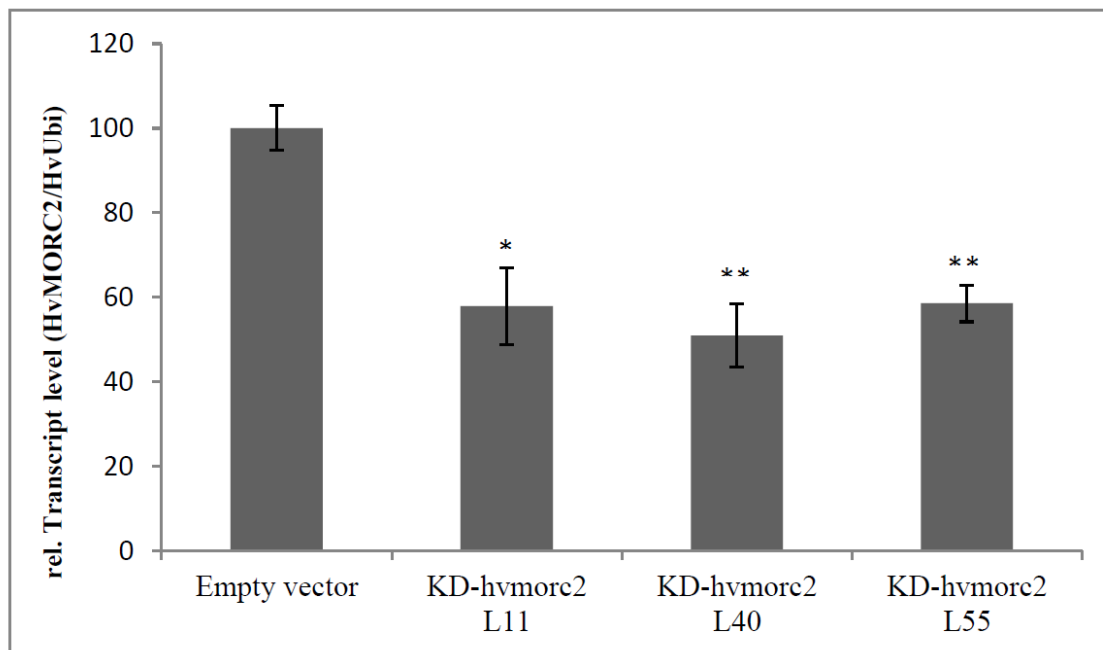 rel. Transcript level (HvMORC2/HvUbi)
120
100
80
60
40
20
0
*
**
**
Empty vector
KD-hvmorc2
L11
KD-hvmorc2
L40
KD-hvmorc2
L55